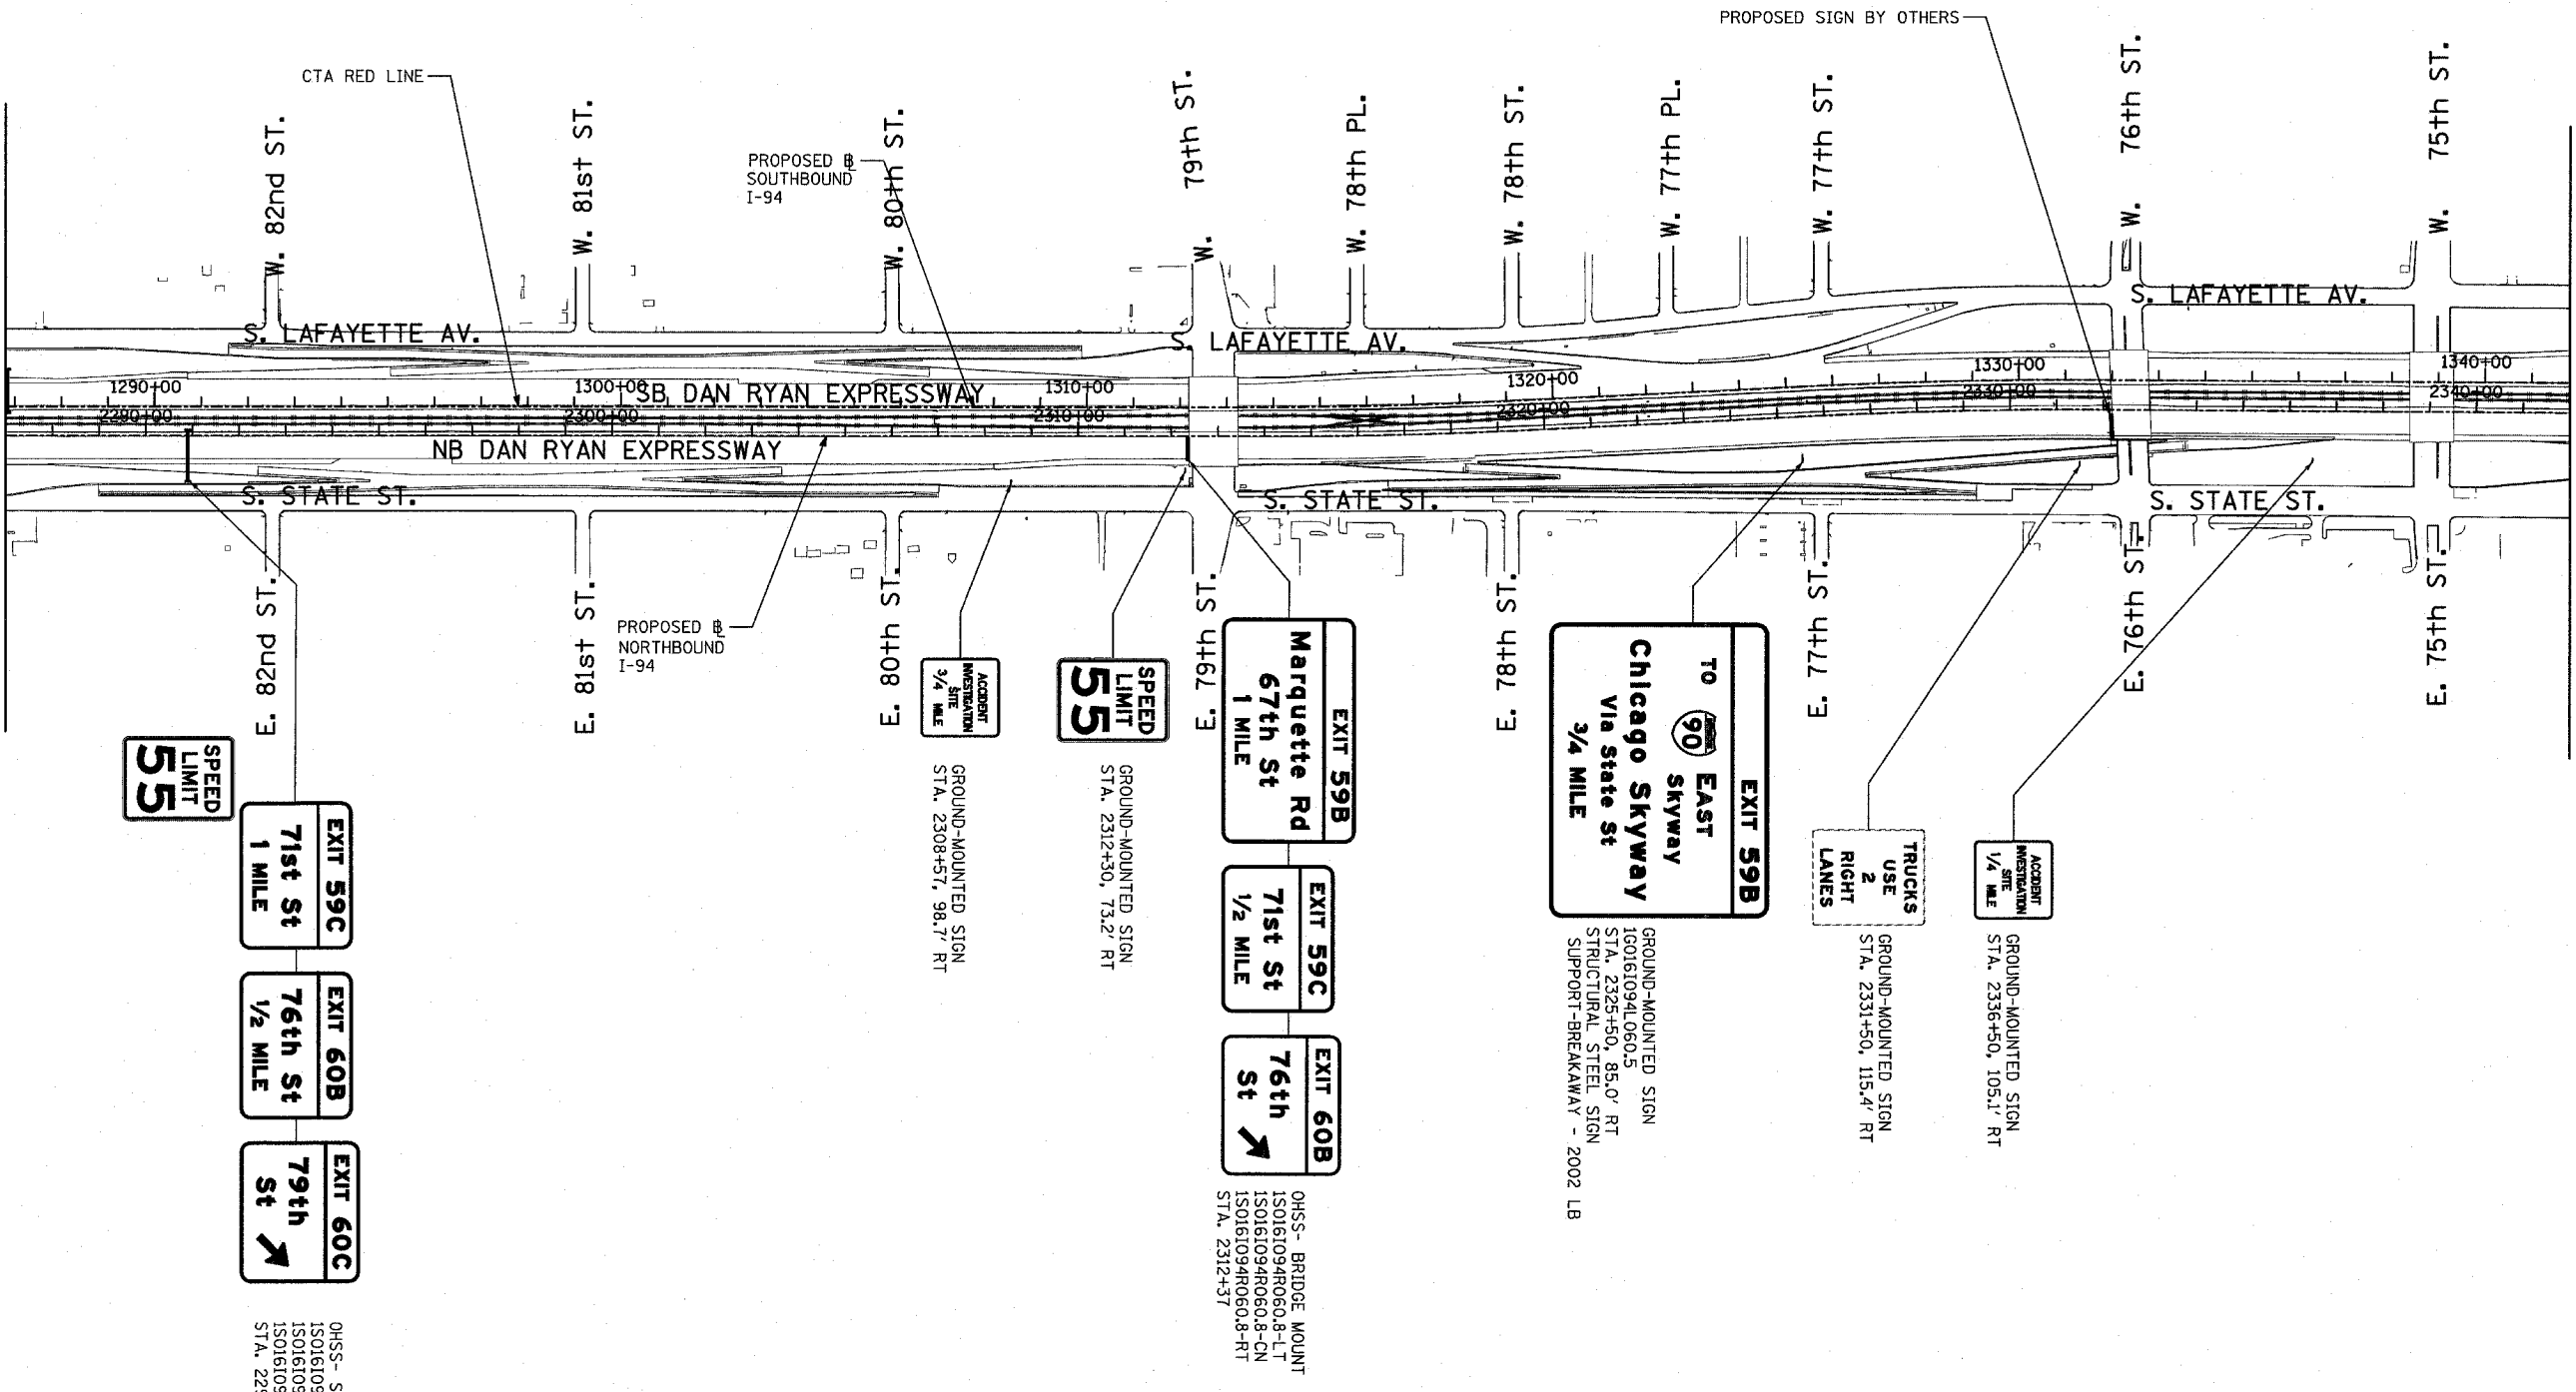 PROPOSED SIGN BY OTHERS
CTA RED LINE
PROPOSED B
SOUTHBOUND
I-94
W. 82nd ST.
W. 81st ST.
W. 80th ST.
W. 79th ST.
W. 78th PL.
W. 78th ST.
W. 77th PL.
W. 77th ST.
W. 76th ST.
W. 75th ST.
S. LAFAYETTE AV.
S. LAFAYETTE AV.
S. LAFAYETTE AV.
1290+00
1300+00
1310+00
1320+00
1330+00
1340+00
SB DAN RYAN EXPRESSWAY
2300+00
2310+00
2320+00
2330+00
2340+00
NB DAN RYAN EXPRESSWAY
S. STATE ST.
S. STATE ST.
S. STATE ST.
E. 82nd ST.
E. 81st ST.
E. 80th ST.
E. 79th ST.
E. 78th ST.
E. 77th ST.
E. 76th ST.
E. 75th ST.
PROPOSED B
NORTHBOUND
I-94
SPEED
LIMIT
55
EXIT 59C
71st St
1 MILE
EXIT 60B
76th St
1/2 MILE
EXIT 60C
79th
St
ACCIDENT
INVESTIGATION
SITE
3/4 MILE
GROUND-MOUNTED SIGN
STA. 2308+57, 98.7' RT
SPEED
LIMIT
55
GROUND-MOUNTED SIGN
STA. 2312+30, 73.2' RT
EXIT 59B
Marquette Rd
67th St
1 MILE
EXIT 59C
71st St
1/2 MILE
EXIT 60B
76th
St
OHSS- BRIDGE MOUNT
1S016I094R060.8-LT
1S016I094R060.8-CN
1S016I094R060.8-RT
STA. 2312+37
EXIT 59B
TO 90 EAST
Skyway
Chicago Skyway
Via State St
3/4 MILE
GROUND-MOUNTED SIGN
1G016I094L060.5
STA. 2325+50, 85.0' RT
STRUCTURAL STEEL SIGN
SUPPORT-BREAKAWAY - 2002 LB
TRUCKS
USE
2
RIGHT
LANES
GROUND-MOUNTED SIGN
STA. 2331+50, 115.4' RT
ACCIDENT
INVESTIGATION
SITE
1/4 MILE
GROUND-MOUNTED SIGN
STA. 2336+50, 105.1' RT
OHSS- S
1S016I09
1S016I09
1S016I09
STA. 229